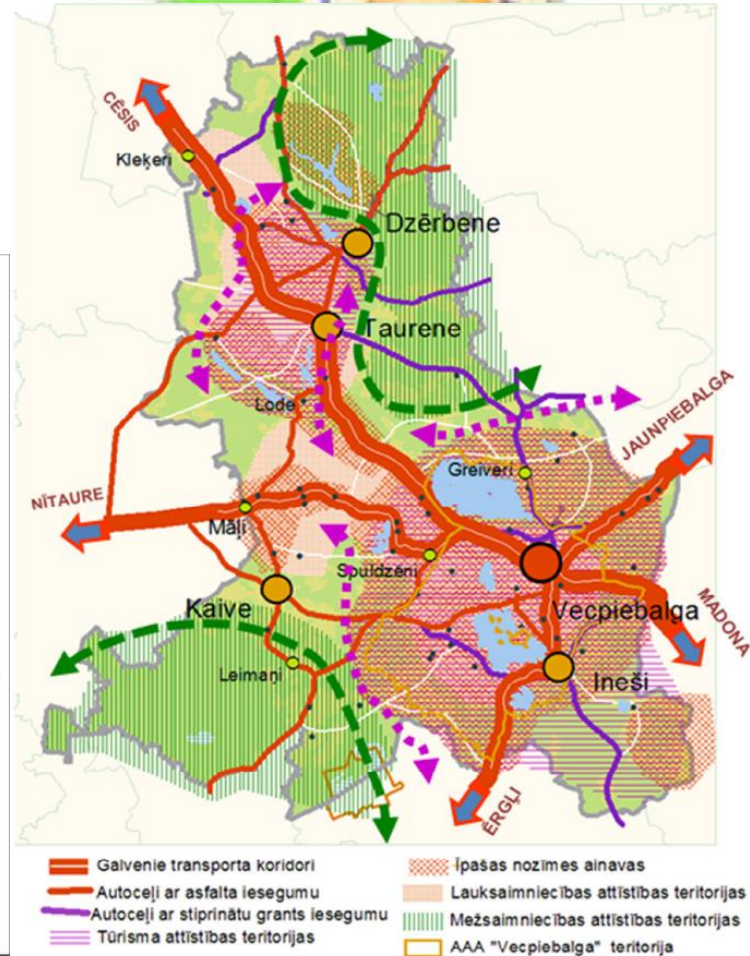 CĒSIS
Kleķeri
Dzērbene
Taurene
Lode
JAUNPIEBALGA
Greiveri
NĪTAURE
Māļi
Spuldzeni
Kaive
Vecpiebalga
MADONA
Leimaņi
Ineši
ĒRGĻI
Galvenie transporta koridori
Autoceļi ar asfalta iesegumu
Autoceļi ar stiprinātu grants iesegumu
Tūrisma attīstības teritorijas
Īpašas nozīmes ainavas
Lauksaimniecības attīstības teritorijas
Mežsaimniecības attīstības teritorijas
AAA "Vecpiebalga" teritorija